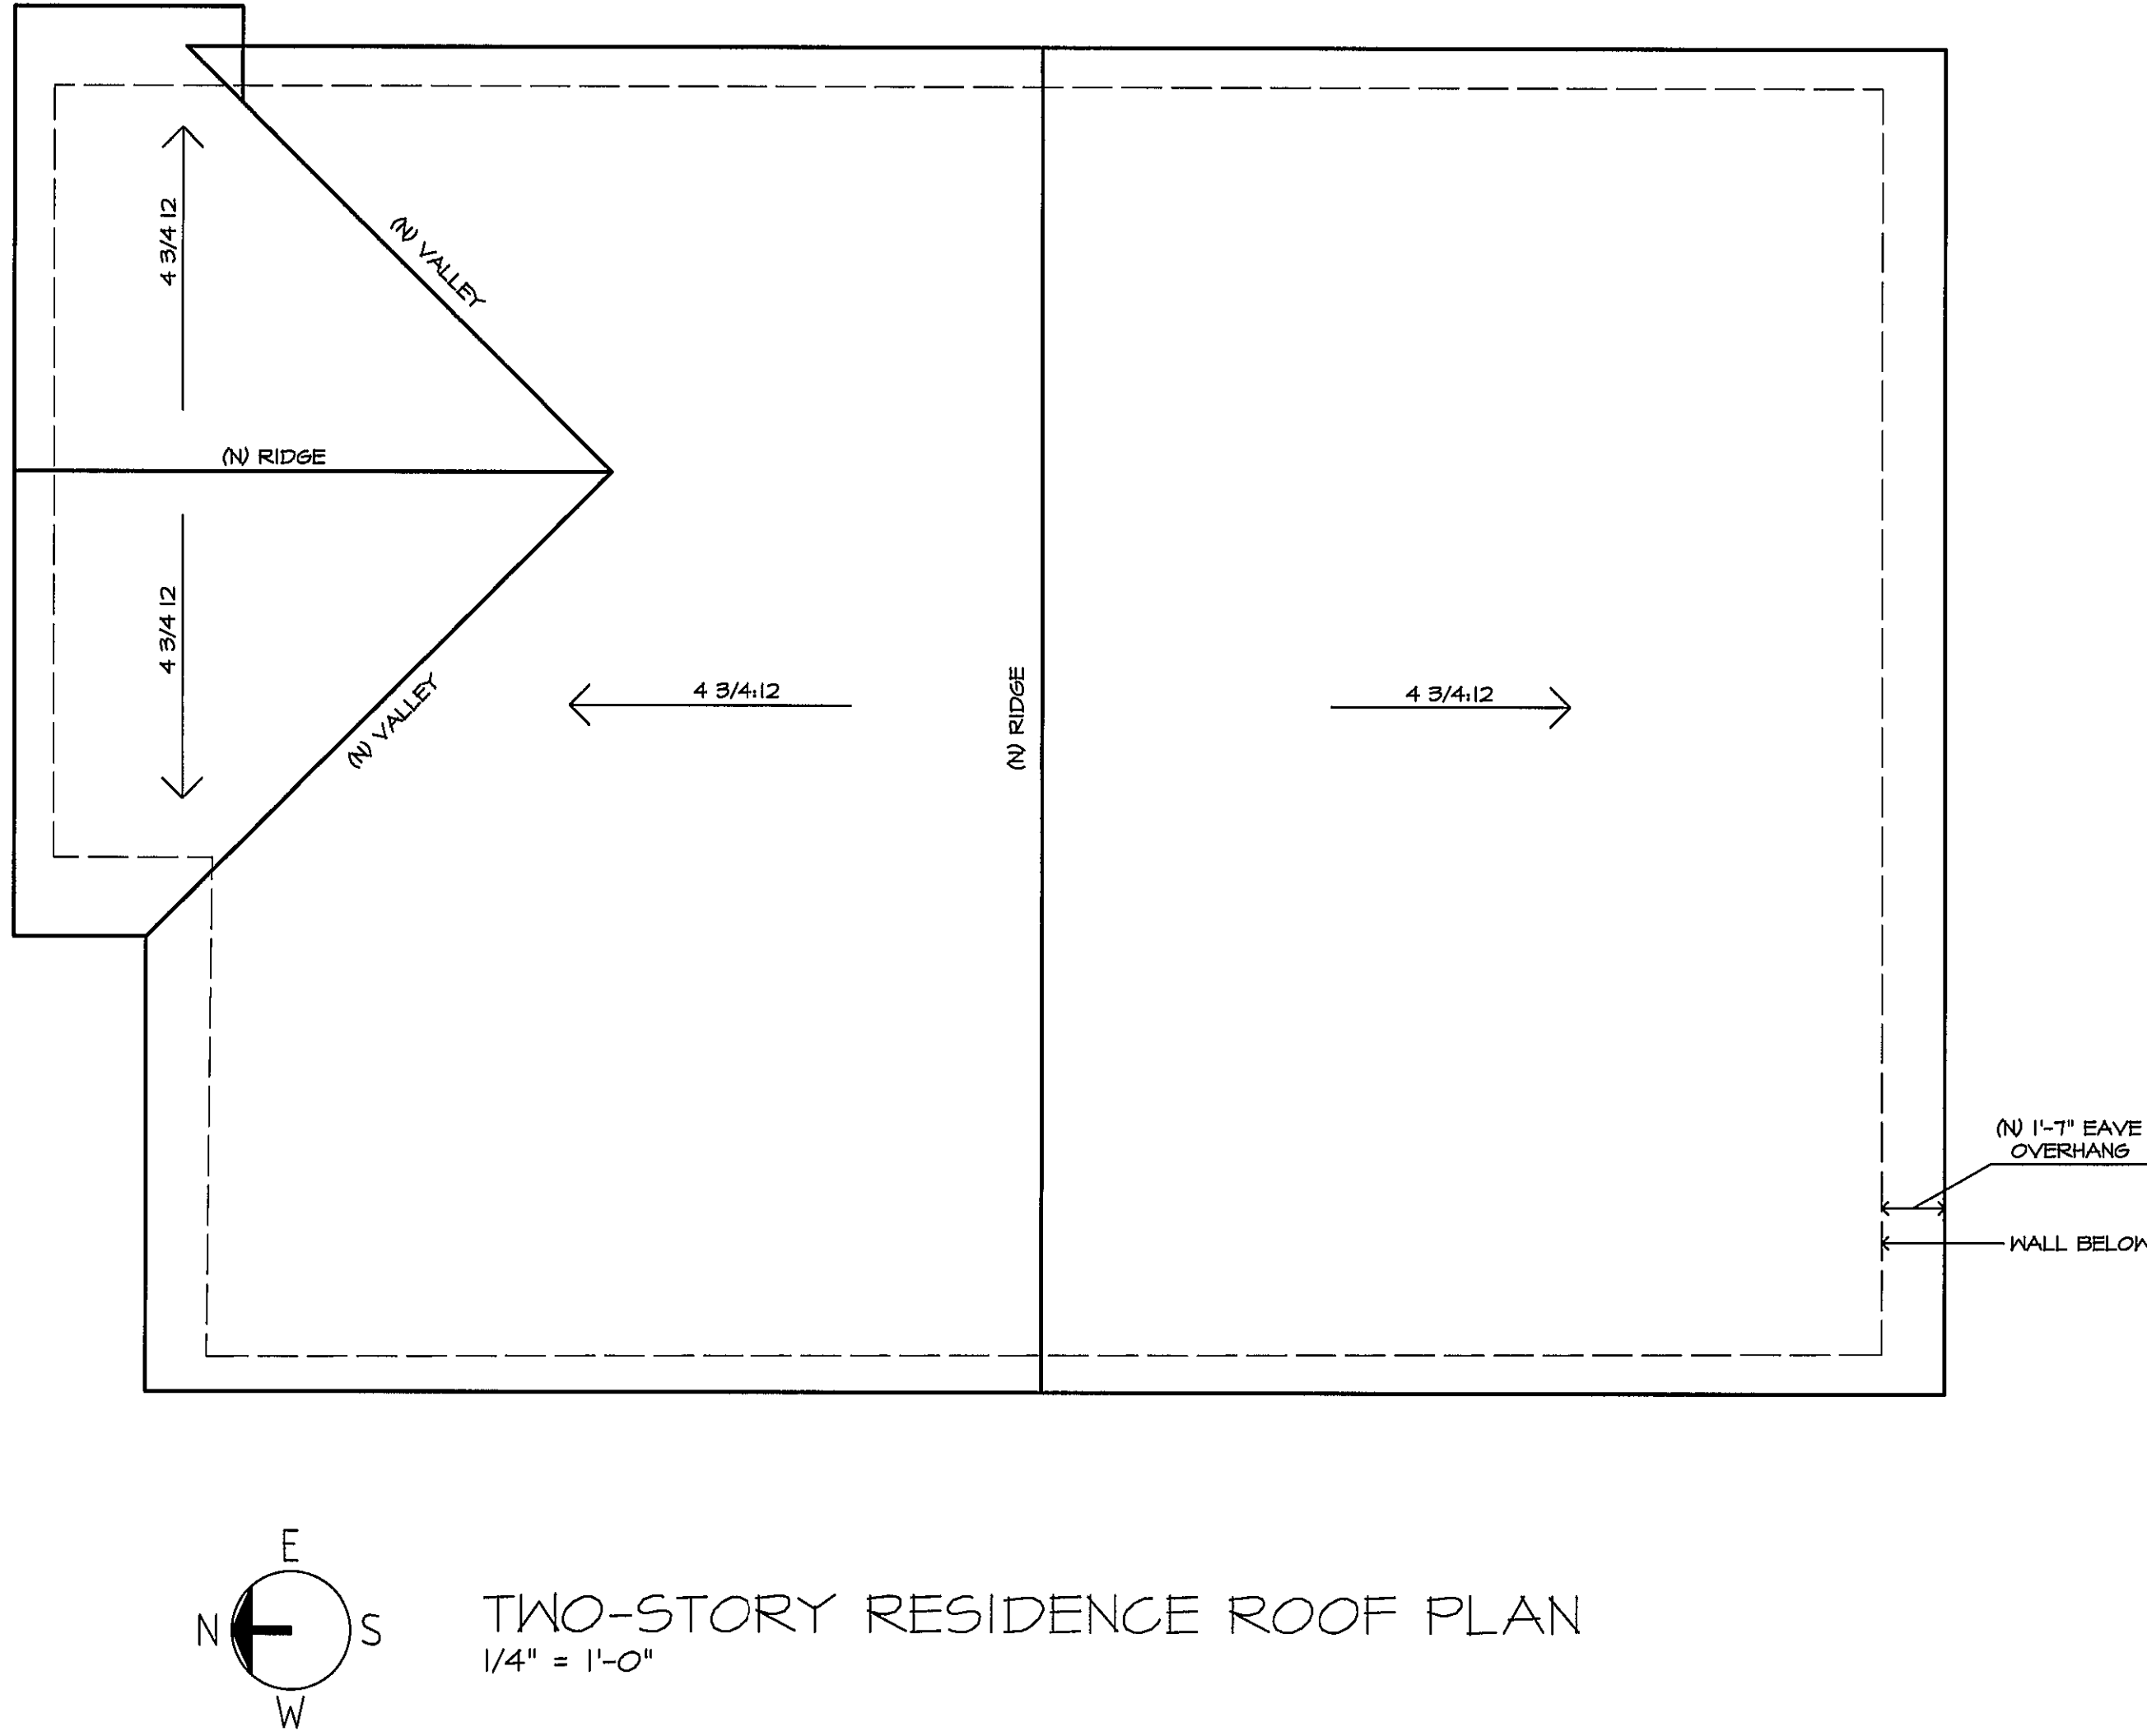 4 3/4:12
(N) VALLEY
(N) RIDGE
4 3/4:12
(N) VALLEY
4 3/4:12
(N) RIDGE
4 3/4:12
(N) 1'-7" EAVE
OVERHANG
WALL BELOW
E
N
S
W
TWO-STORY RESIDENCE ROOF PLAN
1/4" = 1'-0"